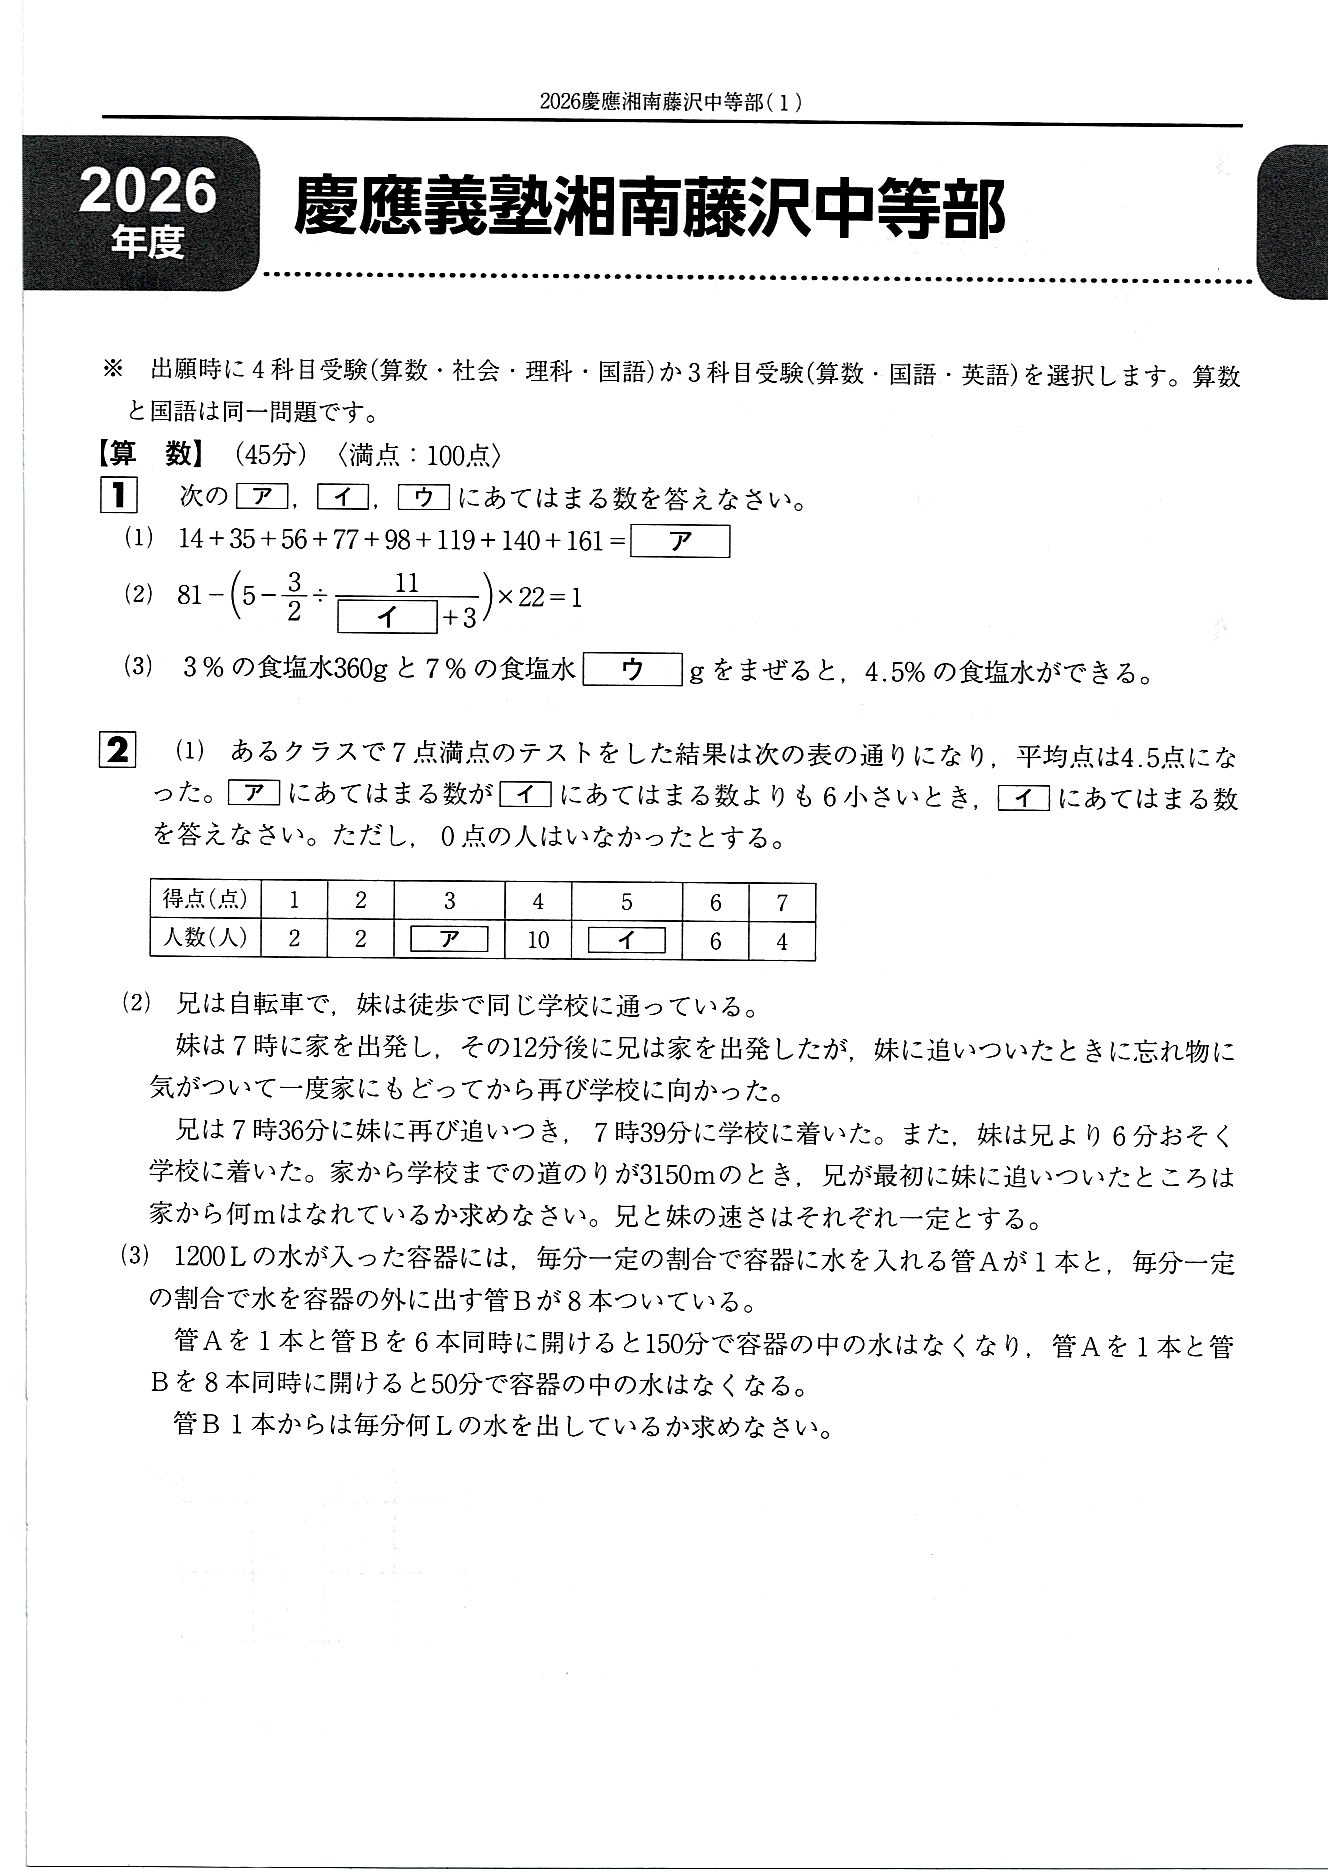 2026慶應湘南藤沢中等部(1)
2026
年度
慶應義塾湘南藤沢中等部
※ 出願時に4科目受験(算数・社会・理科・国語)か3科目受験(算数・国語・英語)を選択します。算数
と国語は同一問題です。
【算 数】(45分)〈満点:100点〉
1 次のア,イ,ウにあてはまる数を答えなさい。
(1) 14+35+56+77+98+119+140+161=ア
(2) 81-(5-3/2÷11/(イ+3))×22=1
(3) 3%の食塩水360gと7%の食塩水ウgをまぜると,4.5%の食塩水ができる。
2 (1) あるクラスで7点満点のテストをした結果は次の表の通りになり,平均点は4.5点にな
った。アにあてはまる数がイにあてはまる数よりも6小さいとき,イにあてはまる数
を答えなさい。ただし,0点の人はいなかったとする。
得点(点) 1 2 3 4 5 6 7
人数(人) 2 2 ア 10 イ 6 4
(2) 兄は自転車で,妹は徒歩で同じ学校に通っている。
妹は7時に家を出発し,その12分後に兄は家を出発したが,妹に追いついたときに忘れ物に
気がついて一度家にもどってから再び学校に向かった。
兄は7時36分に妹に再び追いつき,7時39分に学校に着いた。また,妹は兄より6分おそく
学校に着いた。家から学校までの道のりが3150mのとき,兄が最初に妹に追いついたところは
家から何mはなれているか求めなさい。兄と妹の速さはそれぞれ一定とする。
(3) 1200Lの水が入った容器には,毎分一定の割合で容器に水を入れる管Aが1本と,毎分一定
の割合で水を容器の外に出す管Bが8本ついている。
管Aを1本と管Bを6本同時に開けると150分で容器の中の水はなくなり,管Aを1本と管
Bを8本同時に開けると50分で容器の中の水はなくなる。
管B1本からは毎分何Lの水を出しているか求めなさい。